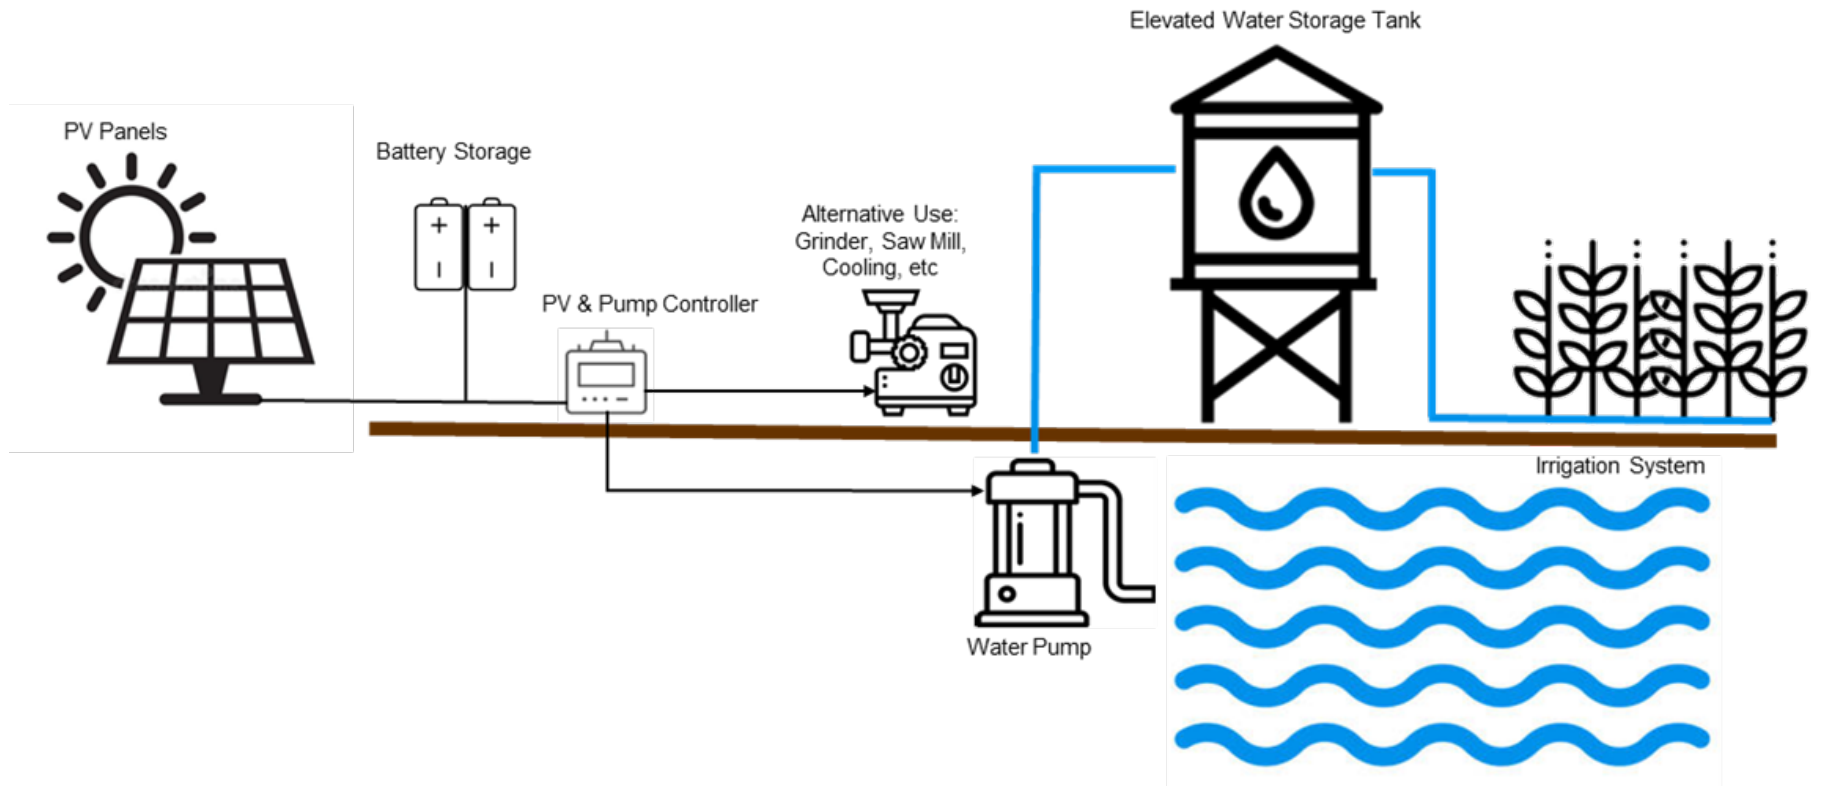 Elevated Water Storage Tank
PV Panels
Battery Storage
Alternative Use:
Grinder, Saw Mill,
Cooling, etc
PV & Pump Controller
Irrigation System
Water Pump